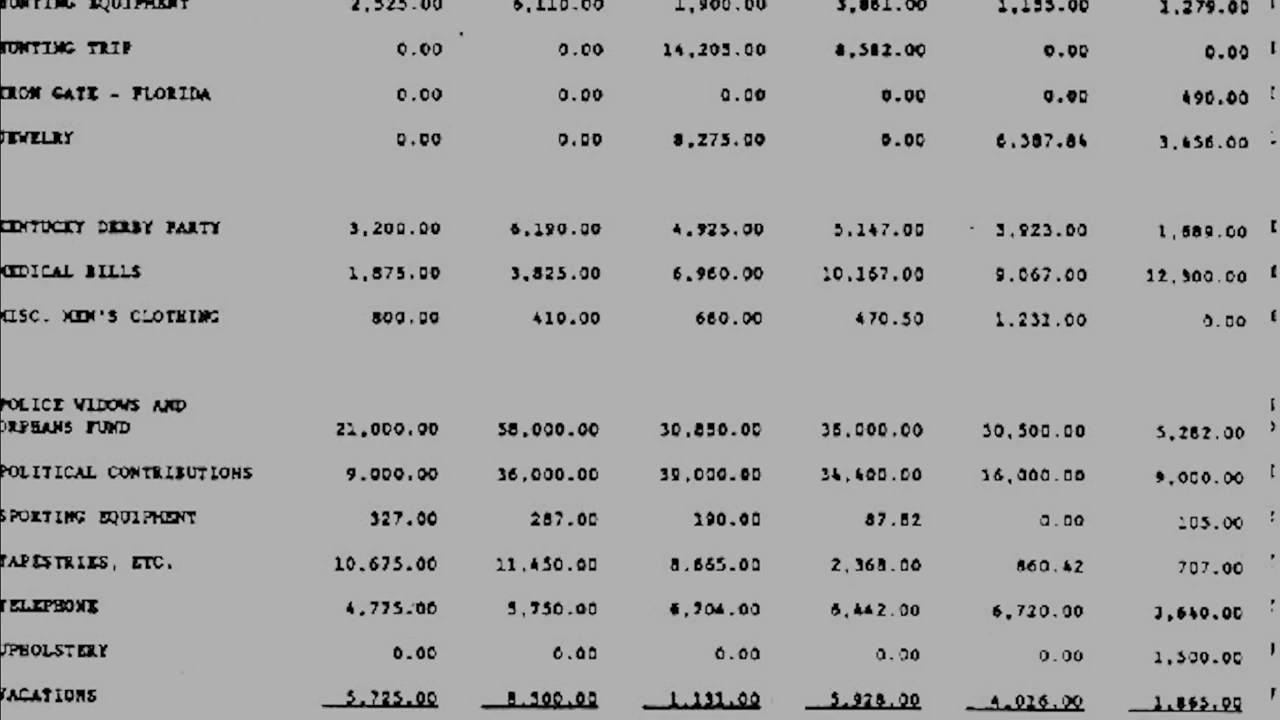 HUNTING EQUIPMENT 2,525.00 6,110.00 1,900.00 3,861.00 1,155.00 1,279.00
HUNTING TRIP 0.00 0.00 14,205.00 8,582.00 0.00 0.00
IRON GATE - FLORIDA 0.00 0.00 0.00 0.00 0.00 490.00
JEWELRY 0.00 0.00 8,275.00 0.00 6,387.84 3,456.00
KENTUCKY DERBY PARTY 3,200.00 6,190.00 4,925.00 5,147.00 3,923.00 1,689.00
MEDICAL BILLS 1,875.00 3,825.00 6,960.00 10,167.00 9,067.00 12,300.00
MISC. MEN'S CLOTHING 800.00 410.00 660.00 470.50 1,231.00 0.00
POLICE WIDOWS AND
ORPHANS FUND 21,000.00 58,000.00 30,850.00 35,000.00 30,500.00 5,282.00
POLITICAL CONTRIBUTIONS 9,000.00 36,000.00 39,000.00 34,400.00 16,000.00 9,000.00
SPORTING EQUIPMENT 327.00 287.00 190.00 87.82 0.00 105.00
TAPESTRIES, ETC. 10,675.00 11,450.00 8,665.00 2,368.00 860.42 707.00
TELEPHONE 4,775.00 5,750.00 6,704.00 6,442.00 6,720.00 3,640.00
UPHOLSTERY 0.00 0.00 0.00 0.00 0.00 1,500.00
VACATIONS 5,725.00 8,500.00 1,131.00 5,928.00 4,026.00 1,865.00